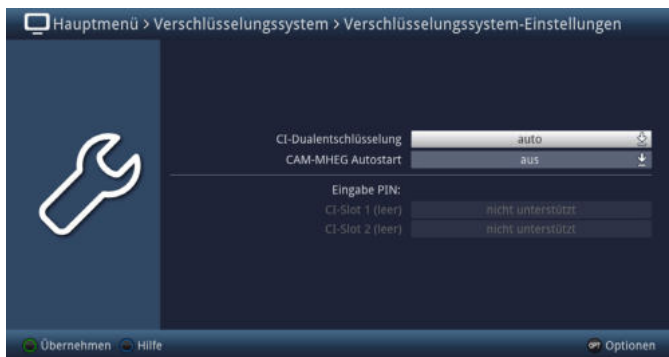 Hauptmenü > Verschlüsselungssystem > Verschlüsselungssystem-Einstellungen
CI-Dualentschlüsselung auto
CAM-MHEG Autostart aus
Eingabe PIN:
CI-Slot 1 (leer) nicht unterstützt
CI-Slot 2 (leer) nicht unterstützt
Übernehmen Hilfe OPT Optionen